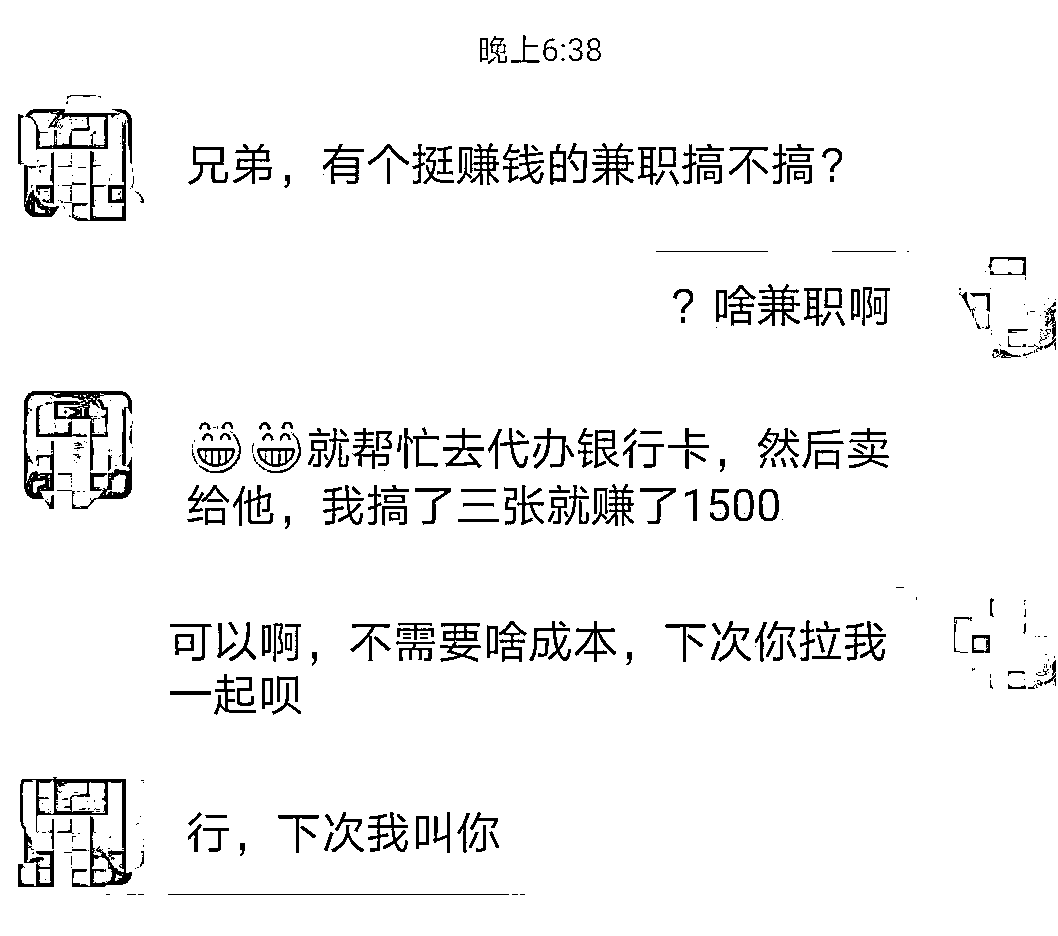 晚上6:38
兄弟，有个挺赚钱的兼职搞不搞？
？啥兼职啊
😁😁就帮忙去代办银行卡，然后卖
给他，我搞了三张就赚了1500
可以啊，不需要啥成本，下次你拉我
一起呗
行，下次我叫你